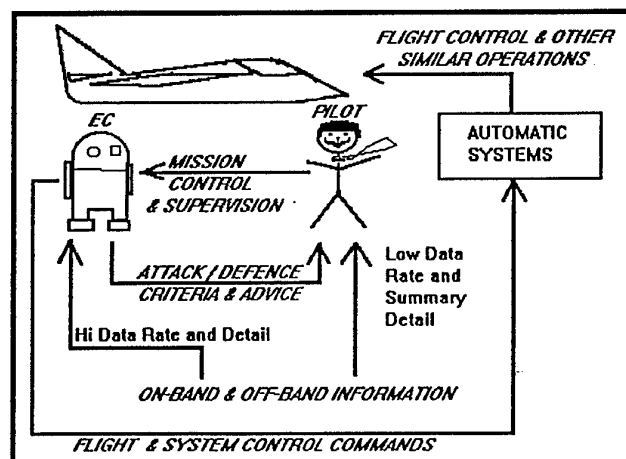 FLIGHT CONTROL & OTHER
SIMILAR OPERATIONS
EC
PILOT
AUTOMATIC
SYSTEMS
MISSION
CONTROL
& SUPERVISION
ATTACK / DEFENCE
CRITERIA & ADVICE
Low Data
Rate and
Summary
Detail
Hi Data Rate and Detail
ON-BAND & OFF-BAND INFORMATION
FLIGHT & SYSTEM CONTROL COMMANDS